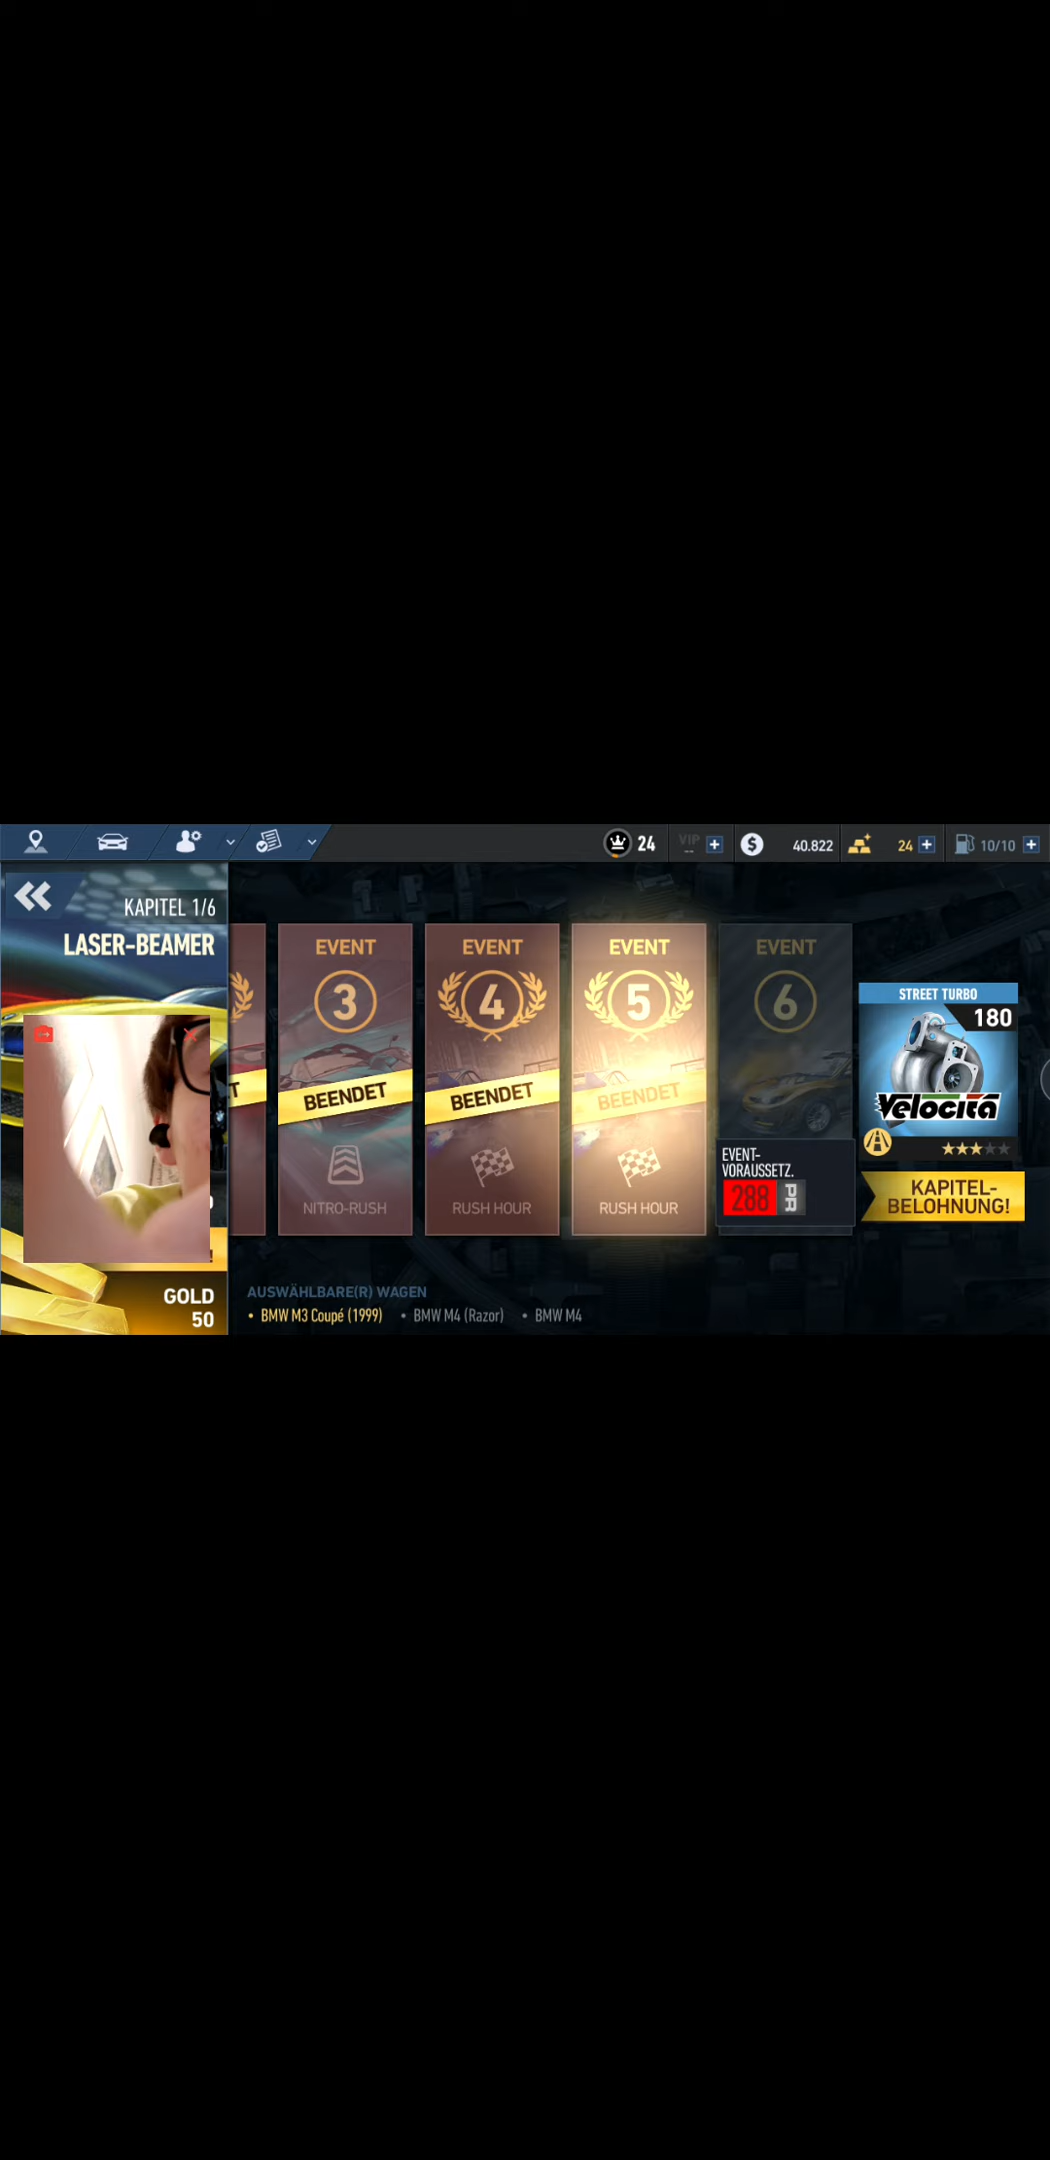 24
VIP
40.822
24
10/10
KAPITEL 1/6
LASER-BEAMER
GOLD
50
EVENT
3
BEENDET
NITRO-RUSH
EVENT
4
BEENDET
RUSH HOUR
EVENT
5
BEENDET
RUSH HOUR
EVENT
6
EVENT-
VORAUSSETZ.
288 PR
STREET TURBO
180
Velocitá
KAPITEL-
BELOHNUNG!
AUSWÄHLBARE(R) WAGEN
• BMW M3 Coupé (1999) • BMW M4 (Razor) • BMW M4